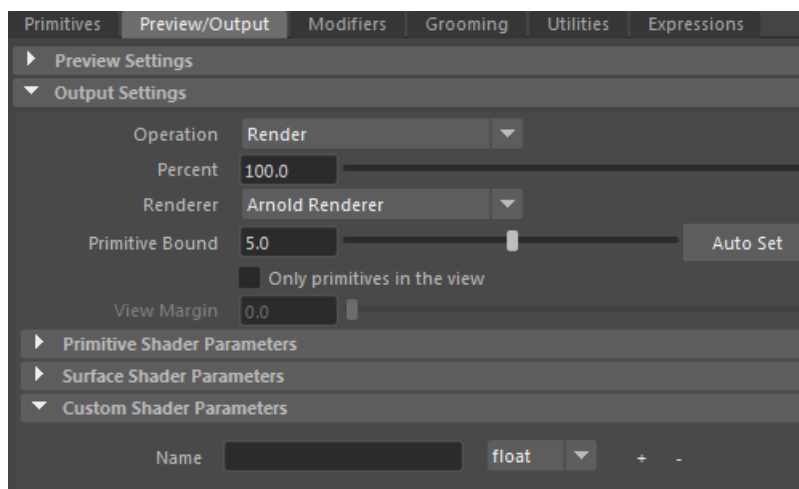 Primitives Preview/Output Modifiers Grooming Utilities Expressions
Preview Settings
Output Settings
Operation Render
Percent 100.0
Renderer Arnold Renderer
Primitive Bound 5.0 Auto Set
Only primitives in the view
View Margin 0.0
Primitive Shader Parameters
Surface Shader Parameters
Custom Shader Parameters
Name float + -